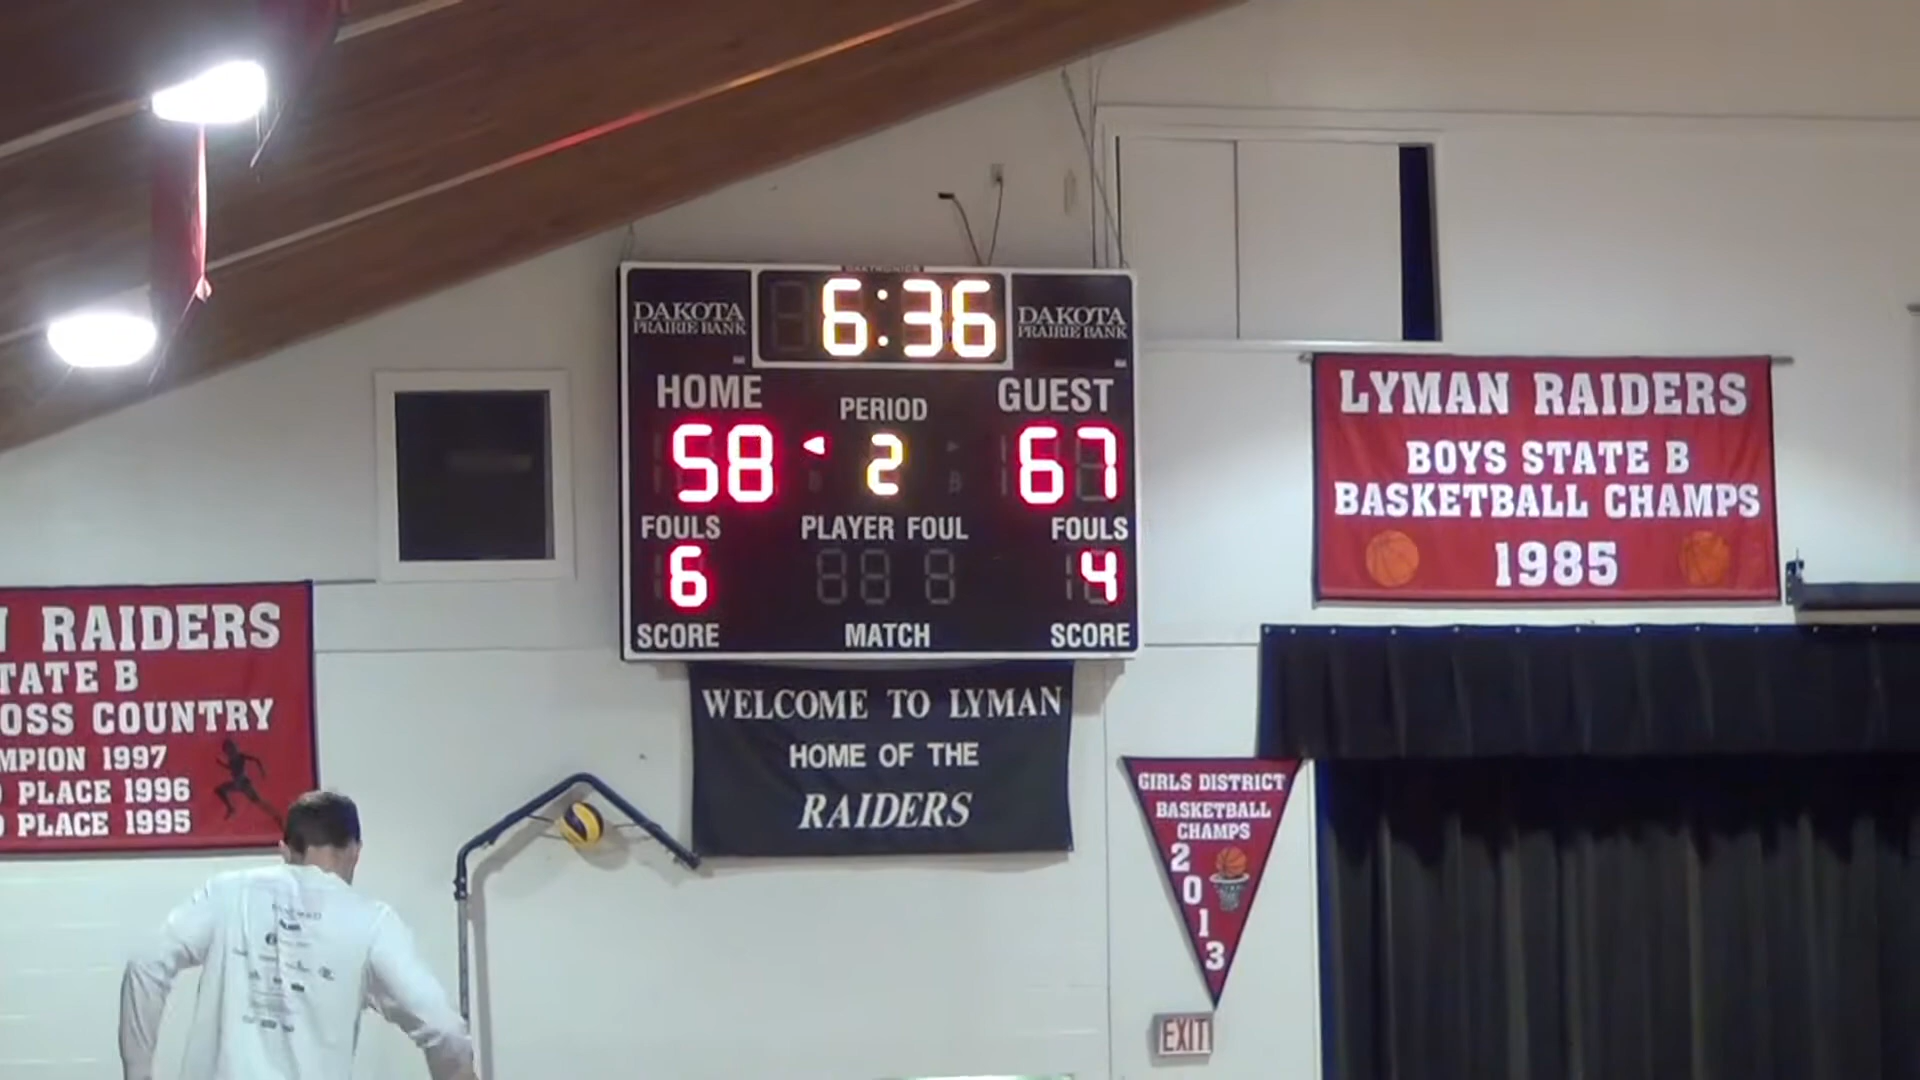 DAKTRONICS
DAKOTA
PRAIRIE BANK
6:36
DAKOTA
PRAIRIE BANK
HOME
PERIOD
GUEST
58
2
67
FOULS
PLAYER FOUL
FOULS
6
4
SCORE
MATCH
SCORE
LYMAN RAIDERS
BOYS STATE B
BASKETBALL CHAMPS
1985
RAIDERS
TATE B
OSS COUNTRY
MPION 1997
PLACE 1996
PLACE 1995
WELCOME TO LYMAN
HOME OF THE
RAIDERS
GIRLS DISTRICT
BASKETBALL
CHAMPS
2
0
1
3
EXIT